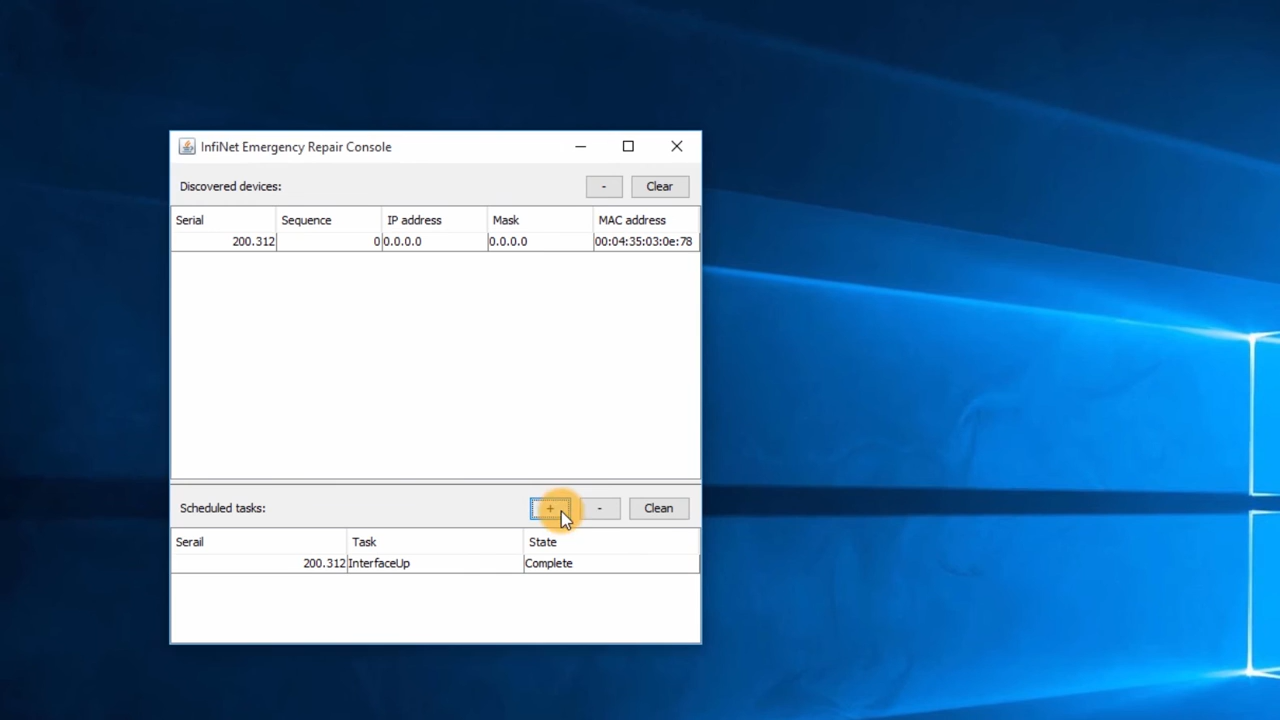 InfiNet Emergency Repair Console
Discovered devices: - Clear
Serial Sequence IP address Mask MAC address
200.312 0 0.0.0.0 0.0.0.0 00:04:35:03:0e:78
Scheduled tasks: + - Clean
Serail Task State
200.312 InterfaceUp Complete